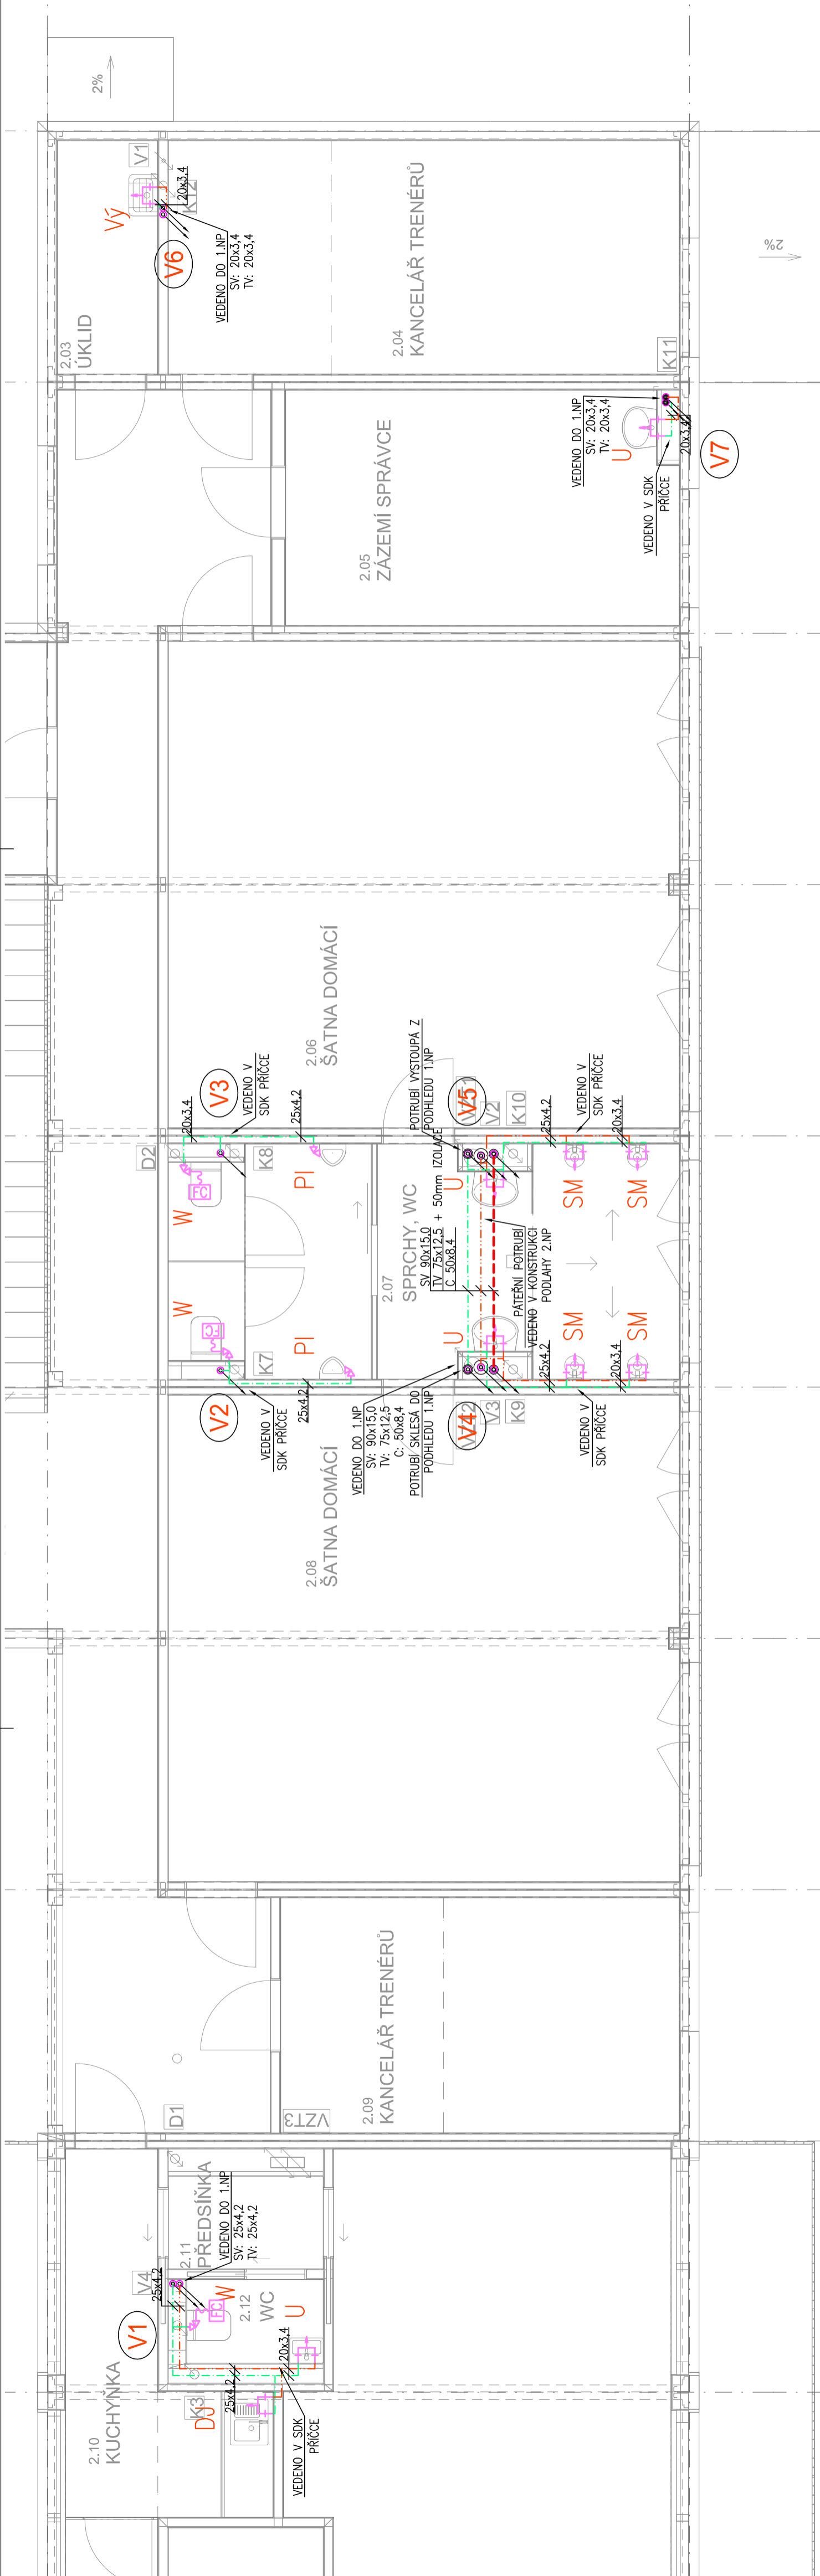 2%
V1
Vý
20x3,4
K12
V6
VEDENO DO 1.NP
SV: 20x3,4
TV: 20x3,4
2.03
ÚKLID
2.04
KANCELÁŘ TRENÉRŮ
2%
K11
VEDENO DO 1.NP
SV: 20x3,4
TV: 20x3,4
U
20x3,4
V7
VEDENO V SDK
PŘÍČCE
2.05
ZÁZEMÍ SPRÁVCE
2.06
ŠATNA DOMÁCÍ
D2
20x3,4
V3
VEDENO V
SDK PŘÍČCE
25x4,2
K8
W
FC
PI
W
K7
PI
V2
VEDENO V
SDK PŘÍČCE
25x4,2
POTRUBÍ VYSTOUPÁ Z
PODHLEDU 1.NP
V5
V2
K10
25x4,2
VEDENO V
SDK PŘÍČCE
20x3,4
U
SM
SM
2.07
SPRCHY, WC
SV 90x15,0
TV 75x12,5 + 50mm IZOLACE
C 50x8,4
PÁTEŘNÍ POTRUBÍ
VEDENO V KONSTRUKCI
PODLAHY 2.NP
U
SM
SM
25x4,2
20x3,4
VEDENO DO 1.NP
SV: 90x15,0
TV: 75x12,5
C: 50x8,4
POTRUBÍ SKLESÁ DO
PODHLEDU 1.NP
V4
V3
K9
VEDENO V
SDK PŘÍČCE
2.08
ŠATNA DOMÁCÍ
2.09
KANCELÁŘ TRENÉRŮ
D1
VZT3
2.11
PŘEDSÍŇKA
VEDENO DO 1.NP
SV: 25x4,2
TV: 25x4,2
V4
25x4,2
V1
W
FC
2.12
WC
U
20x3,4
25x4,2
K3
DJ
VEDENO V SDK
PŘÍČCE
2.10
KUCHYŇKA